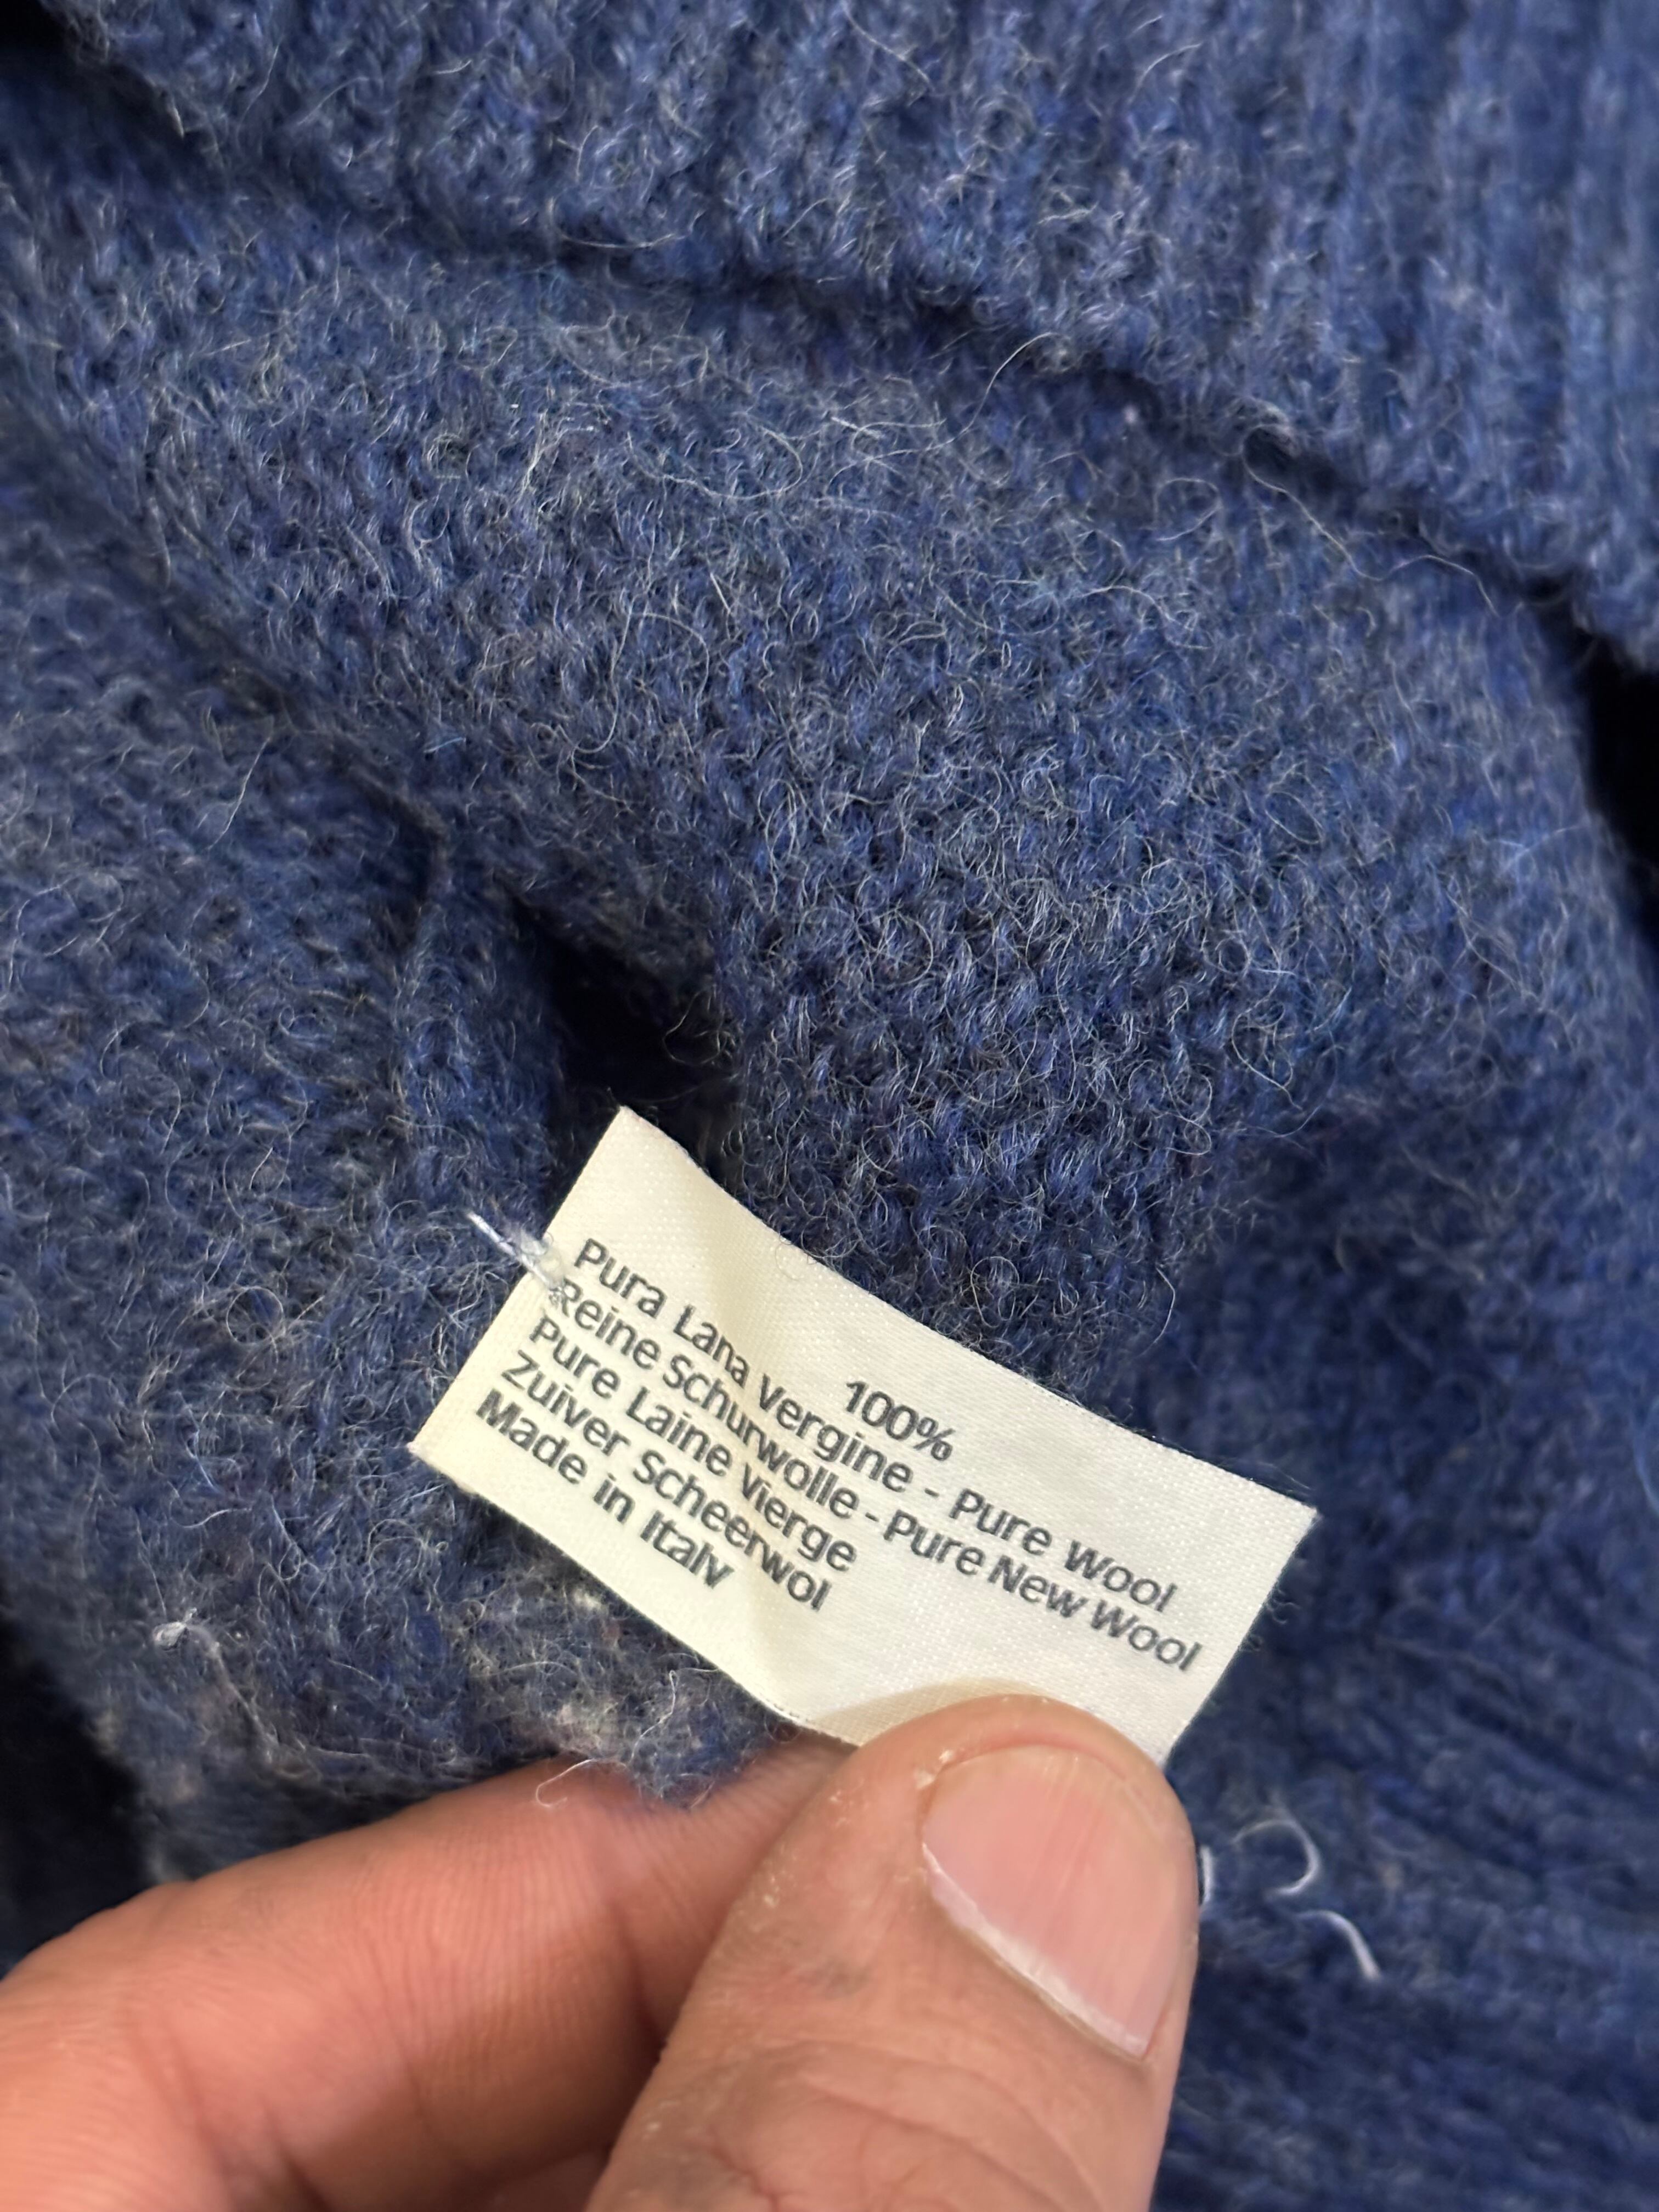 100%
Pura Lana Vergine - Pure Wool
Reine Schurwolle - Pure New Wool
Pure Laine Vierge
Zuiver Scheerwol
Made in Italy